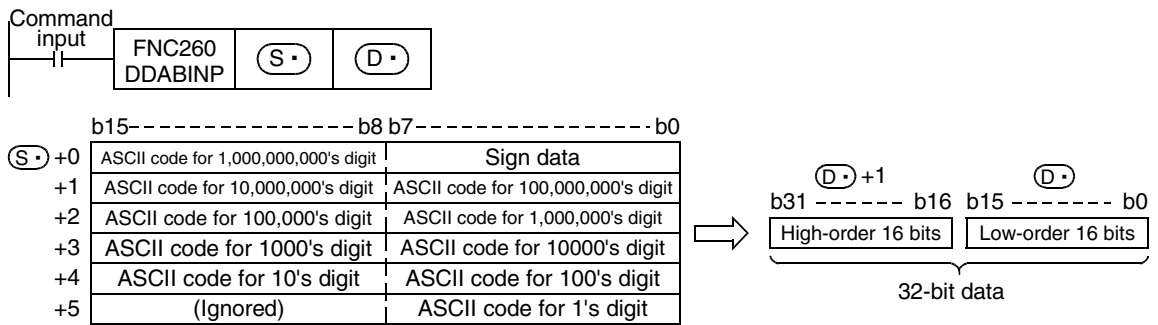 Command
input
FNC260
DDABINP
S·
D·
b15 b8 b7 b0
S· +0 ASCII code for 1,000,000,000's digit Sign data
+1 ASCII code for 10,000,000's digit ASCII code for 100,000,000's digit
+2 ASCII code for 100,000's digit ASCII code for 1,000,000's digit
+3 ASCII code for 1000's digit ASCII code for 10000's digit
+4 ASCII code for 10's digit ASCII code for 100's digit
+5 (Ignored) ASCII code for 1's digit
D· +1 D·
b31 b16 b15 b0
High-order 16 bits Low-order 16 bits
32-bit data